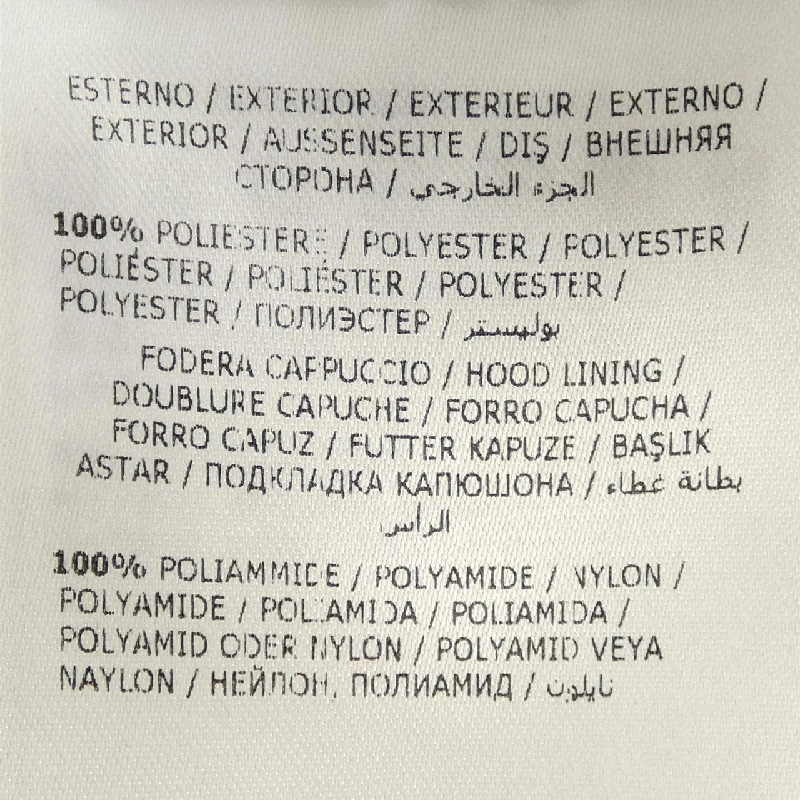 ESTERNO / EXTERIOR / EXTERIEUR / EXTERNO /
EXTERIOR / AUSSENSEITE / DIŞ / ВНЕШНЯЯ
СТОРОНА / الجزء الخارجي
100% POLIESTERE / POLYESTER / POLYESTER /
POLIÉSTER / POLIÉSTER / POLYESTER /
POLYESTER / ПОЛИЭСТЕР / بوليستر
FODERA CAPPUCCIO / HOOD LINING /
DOUBLURE CAPUCHE / FORRO CAPUCHA /
FORRO CAPUZ / FUTTER KAPUZE / BAŞLIK
ASTAR / ПОДКЛАДКА КАПЮШОНА / بطانة غطاء
الرأس
100% POLIAMMIDE / POLYAMIDE / NYLON /
POLYAMIDE / POLIAMIDA / POLIAMIDA /
POLYAMID ODER NYLON / POLYAMID VEYA
NAYLON / НЕЙЛОН, ПОЛИАМИД / نايلون